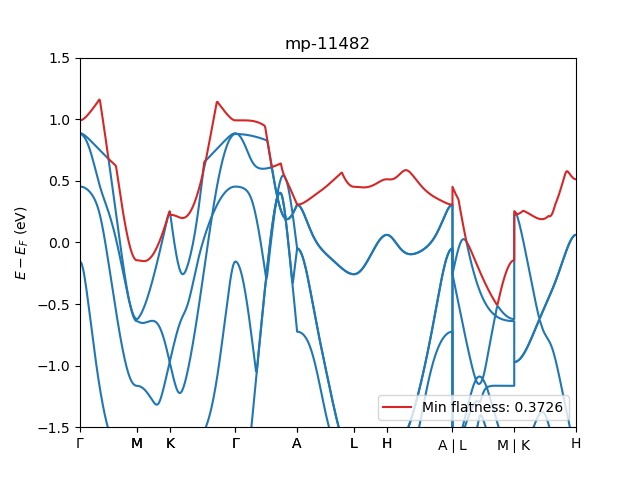 mp-11482
1.5
1.0
0.5
0.0
−0.5
−1.0
−1.5
E − E_F (eV)
Min flatness: 0.3726
Γ M K Γ A L H A | L M | K H